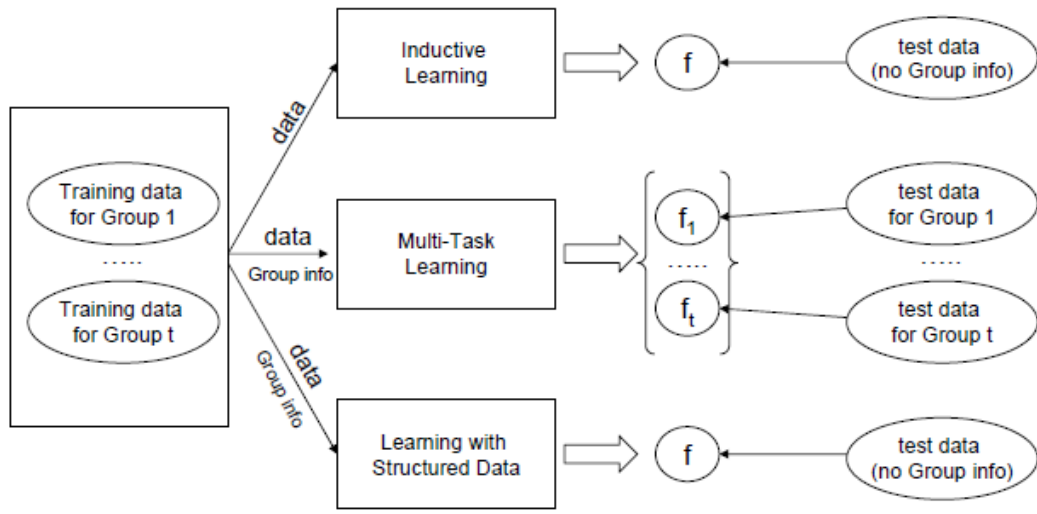 Training data
for Group 1
.....
Training data
for Group t
data
data
Group info
data
Group info
Inductive
Learning
f
test data
(no Group info)
Multi-Task
Learning
f1
.....
ft
test data
for Group 1
.....
test data
for Group t
Learning with
Structured Data
f
test data
(no Group info)